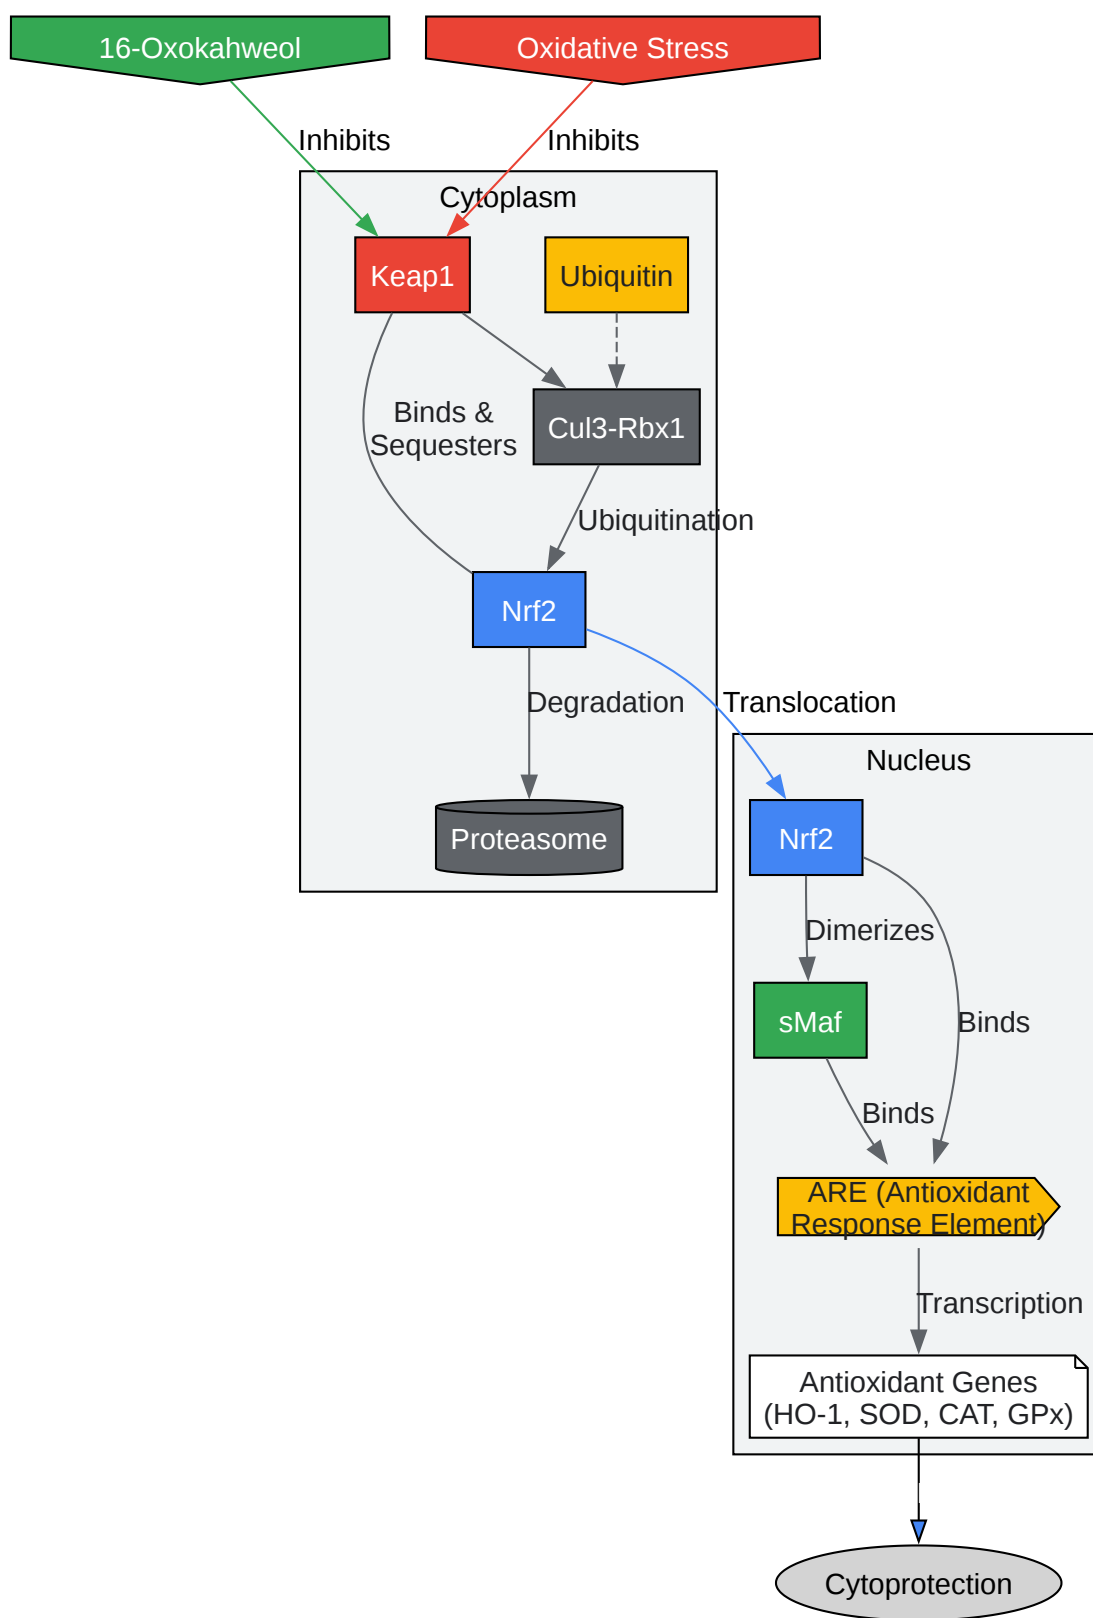 16-Oxokahweol
Oxidative Stress
Inhibits
Inhibits
Cytoplasm
Keap1
Ubiquitin
Binds &
Sequesters
Cul3-Rbx1
Ubiquitination
Nrf2
Degradation
Translocation
Nucleus
Proteasome
Nrf2
Dimerizes
sMaf
Binds
Binds
ARE (Antioxidant
Response Element)
Transcription
Antioxidant Genes
(HO-1, SOD, CAT, GPx)
Cytoprotection